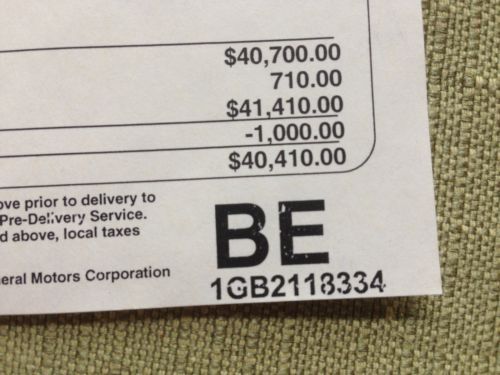 $40,700.00
710.00
$41,410.00
-1,000.00
$40,410.00
ove prior to delivery to
Pre-Delivery Service.
d above, local taxes
neral Motors Corporation
BE
1GB2118334